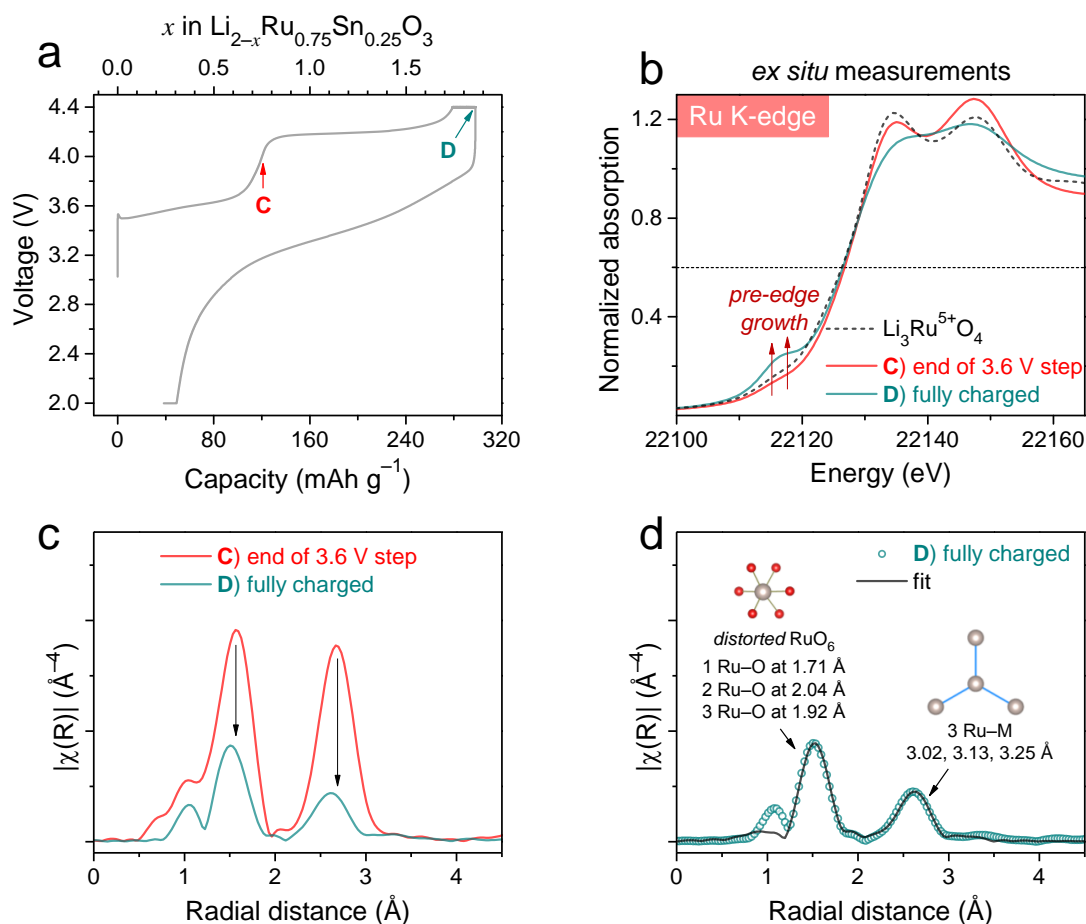 a
x in Li2–xRu0.75Sn0.25O3
0.0 0.5 1.0 1.5
4.4
4.0
3.6
3.2
2.8
2.4
2.0
Voltage (V)
C
D
0 80 160 240 320
Capacity (mAh g–1)
b
ex situ measurements
Ru K-edge
1.2
0.8
0.4
Normalized absorption
pre-edge
growth
Li3Ru5+O4
C) end of 3.6 V step
D) fully charged
22100 22120 22140 22160
Energy (eV)
c
C) end of 3.6 V step
D) fully charged
|χ(R)| (Å–4)
0 1 2 3 4
Radial distance (Å)
d
D) fully charged
fit
distorted RuO6
1 Ru–O at 1.71 Å
2 Ru–O at 2.04 Å
3 Ru–O at 1.92 Å
3 Ru–M
3.02, 3.13, 3.25 Å
|χ(R)| (Å–4)
0 1 2 3 4
Radial distance (Å)